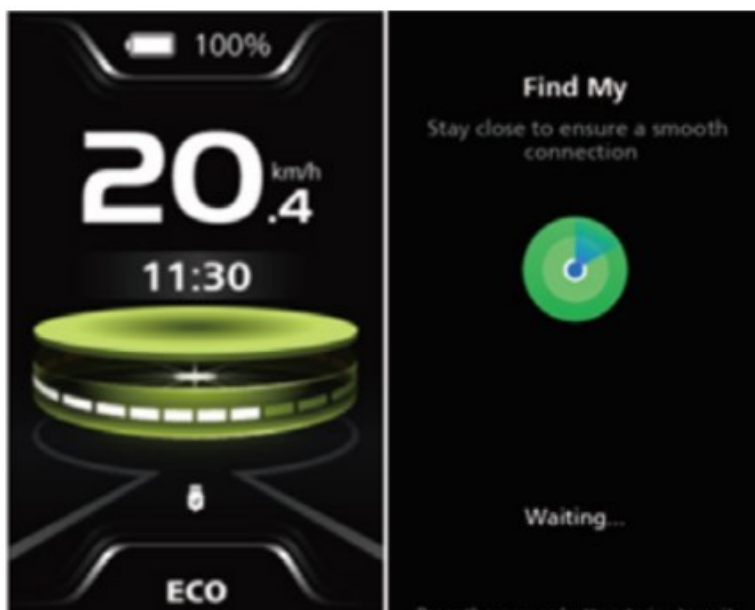 100%
20.4 km/h
11:30
ECO
Find My
Stay close to ensure a smooth
connection
Waiting...